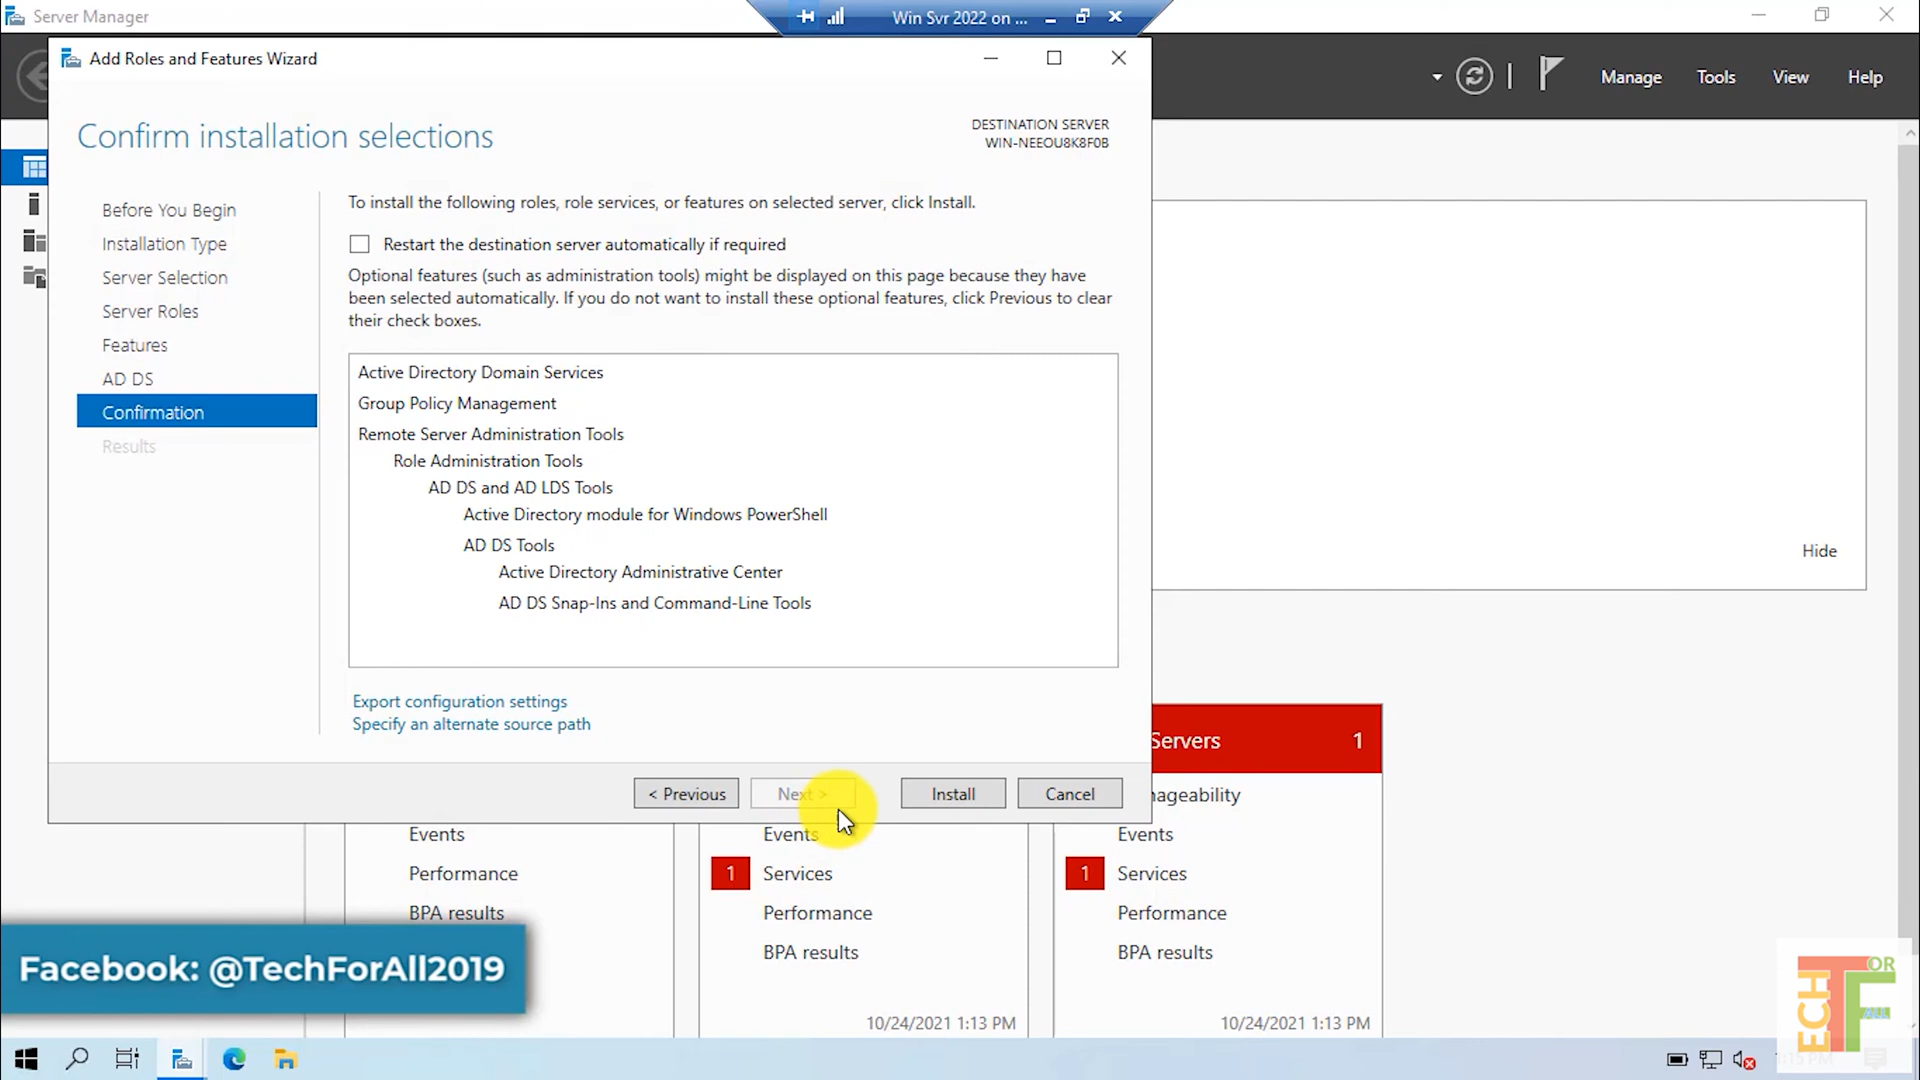 Server Manager
Win Svr 2022 on ...
Add Roles and Features Wizard
Manage
Tools
View
Help
Confirm installation selections
DESTINATION SERVER
WIN-NEEOU8K8F0B
Before You Begin
Installation Type
Server Selection
Server Roles
Features
AD DS
Confirmation
Results
To install the following roles, role services, or features on selected server, click Install.
Restart the destination server automatically if required
Optional features (such as administration tools) might be displayed on this page because they have
been selected automatically. If you do not want to install these optional features, click Previous to clear
their check boxes.
Active Directory Domain Services
Group Policy Management
Remote Server Administration Tools
Role Administration Tools
AD DS and AD LDS Tools
Active Directory module for Windows PowerShell
AD DS Tools
Active Directory Administrative Center
AD DS Snap-Ins and Command-Line Tools
Export configuration settings
Specify an alternate source path
< Previous
Next >
Install
Cancel
Hide
Servers 1
nageability
Events
Performance
BPA results
Events
1 Services
Performance
BPA results
10/24/2021 1:13 PM
Events
1 Services
Performance
BPA results
10/24/2021 1:13 PM
Facebook: @TechForAll2019
TECH FOR ALL